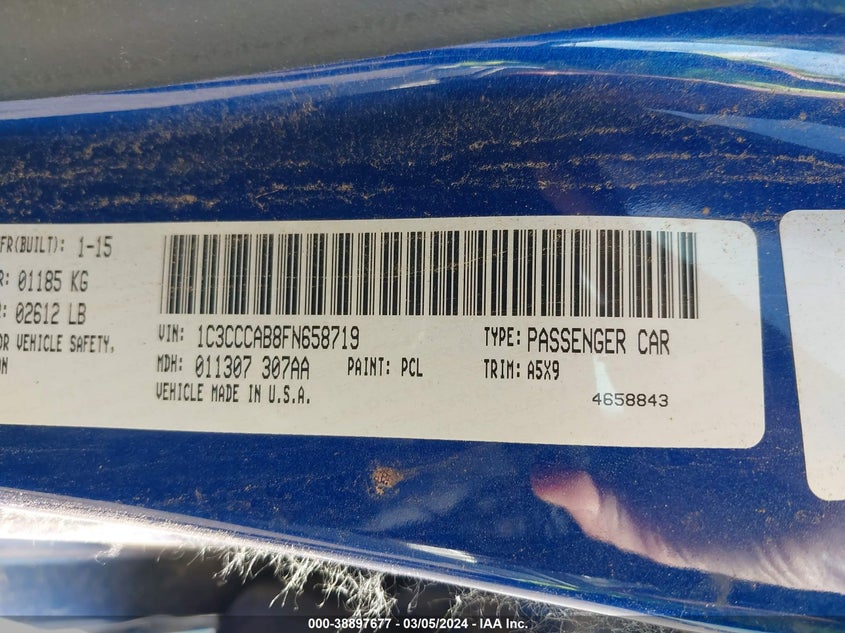 FR(BUILT): 1-15
R: 01185 KG
: 02612 LB
OR VEHICLE SAFETY,
ON
VIN: 1C3CCCAB8FN658719 TYPE: PASSENGER CAR
MDH: 011307 307AA PAINT: PCL TRIM: A5X9
VEHICLE MADE IN U.S.A. 4658843
000-38897677 — 03/05/2024 — IAA Inc.